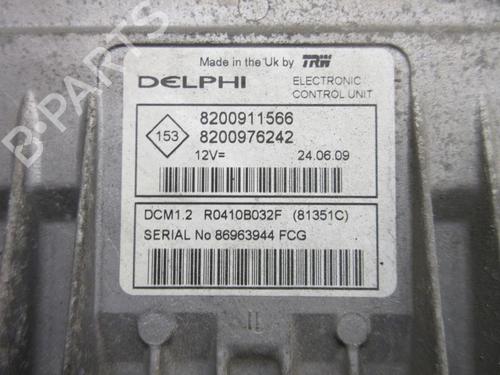 Made in the Uk by TRW
DELPHI ELECTRONIC CONTROL UNIT
8200911566
153 8200976242
12V= 24.06.09
DCM1.2 R0410B032F (81351C)
SERIAL No 86963944 FCG
B-PARTS